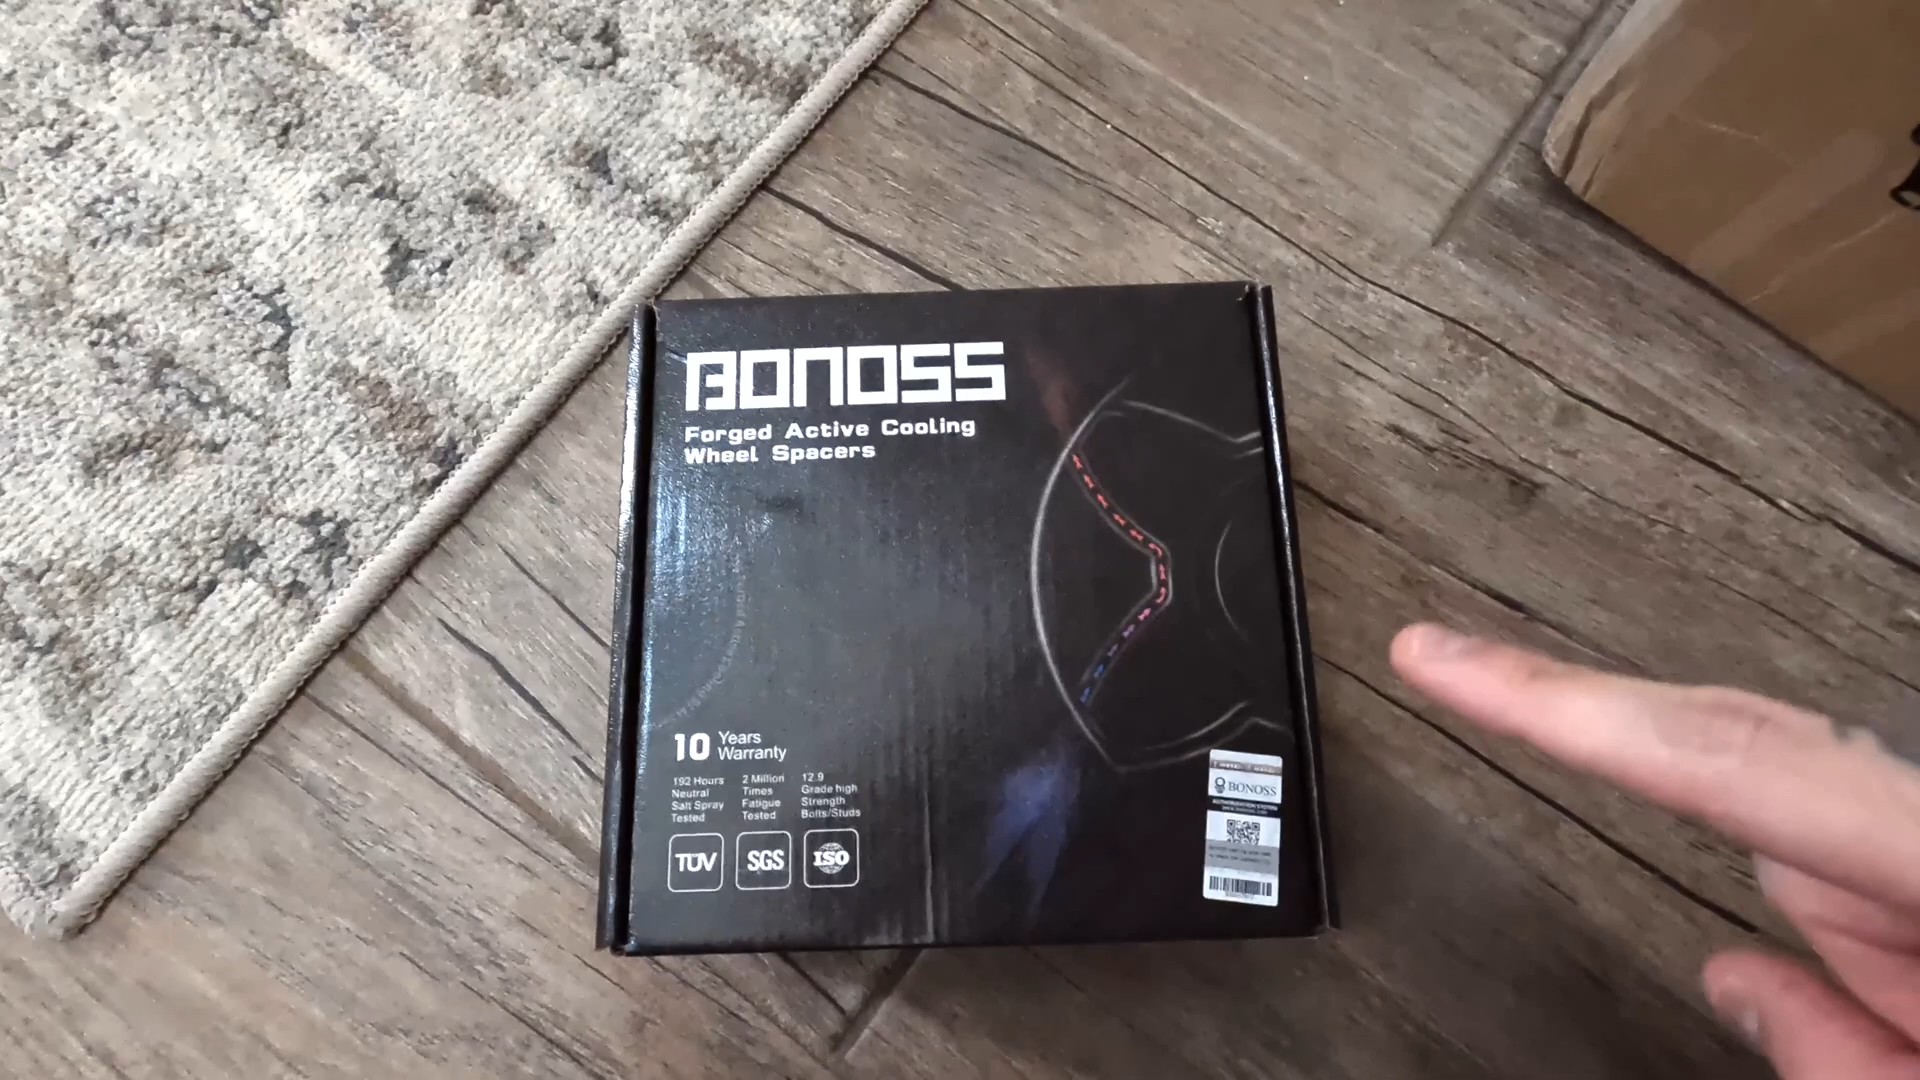 BONOSS
Forged Active Cooling
Wheel Spacers
10 Years
Warranty
192 Hours
Neutral
Salt Spray
Tested
2 Million
Times
Fatigue
Tested
12.9
Grade high
Strength
Bolts/Studs
TÜV
SGS
ISO
BONOSS